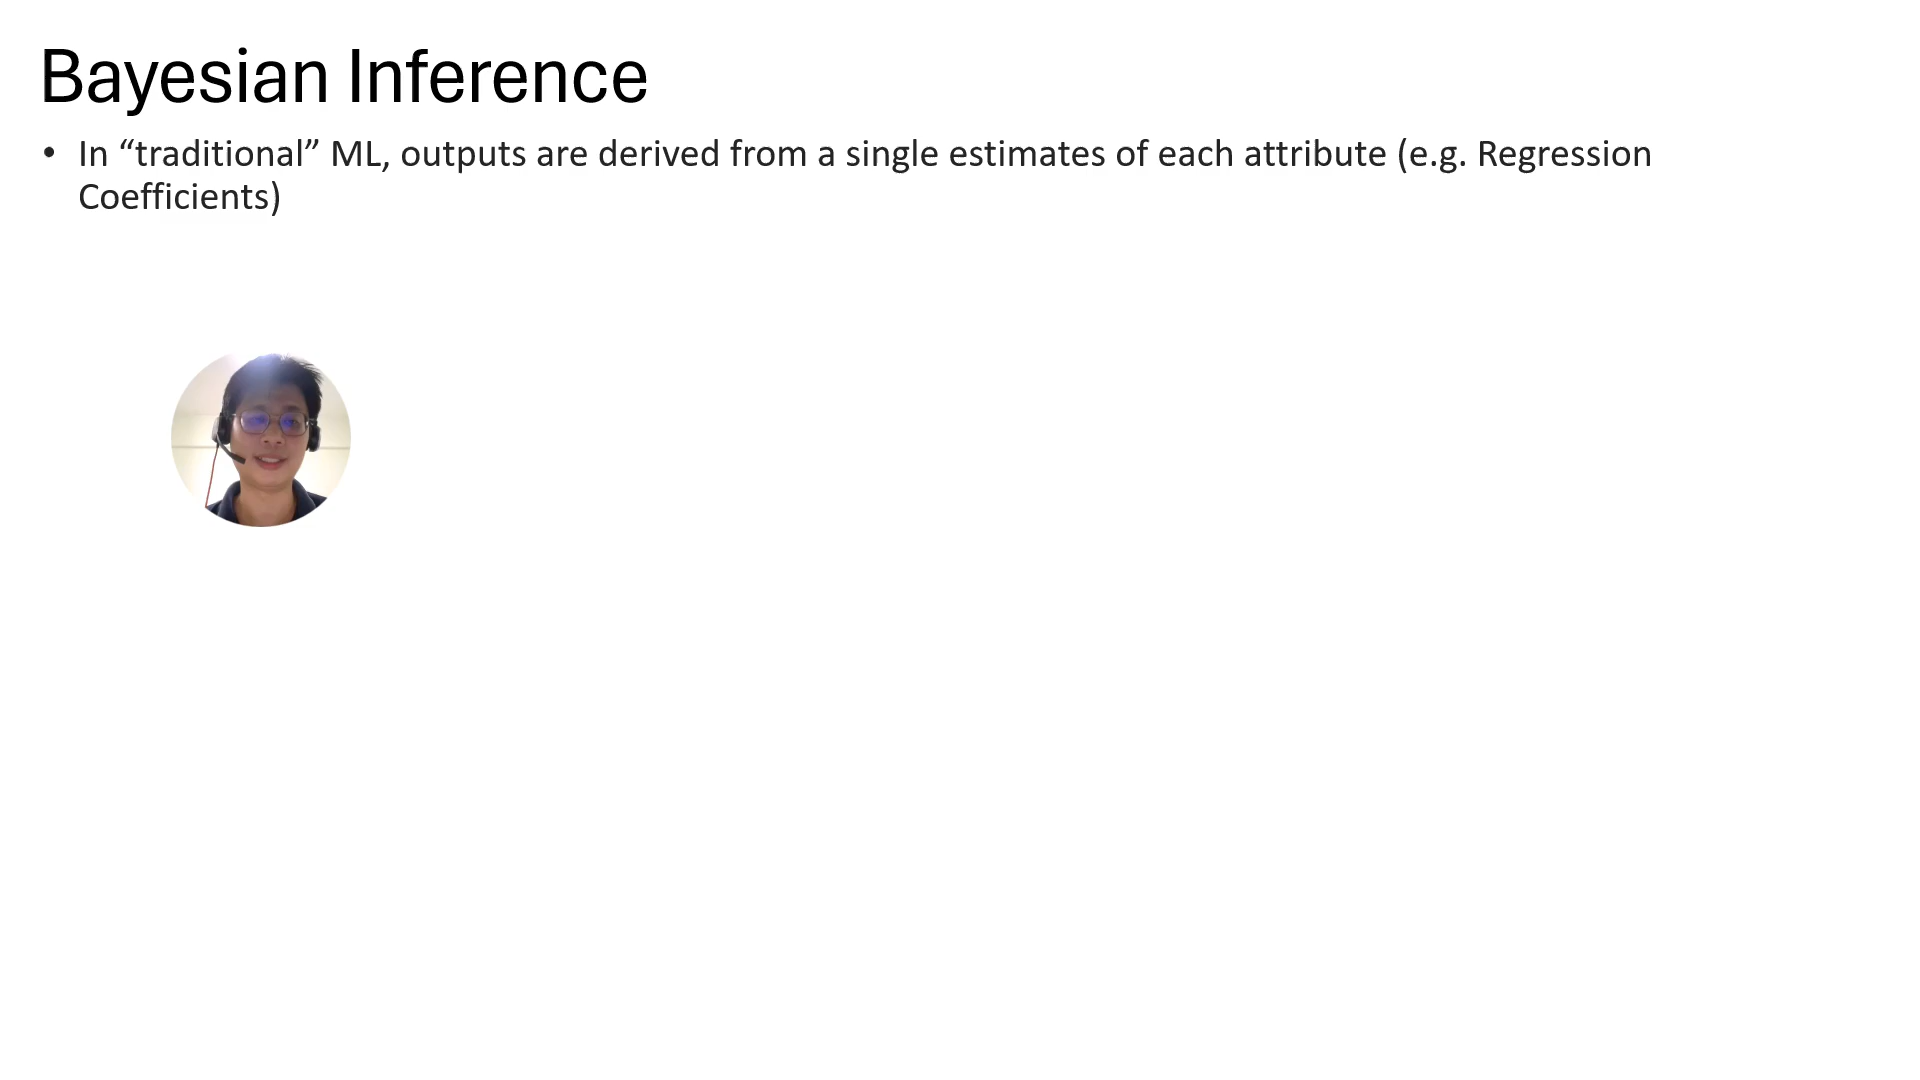 Bayesian Inference
• In “traditional” ML, outputs are derived from a single estimates of each attribute (e.g. Regression
Coefficients)